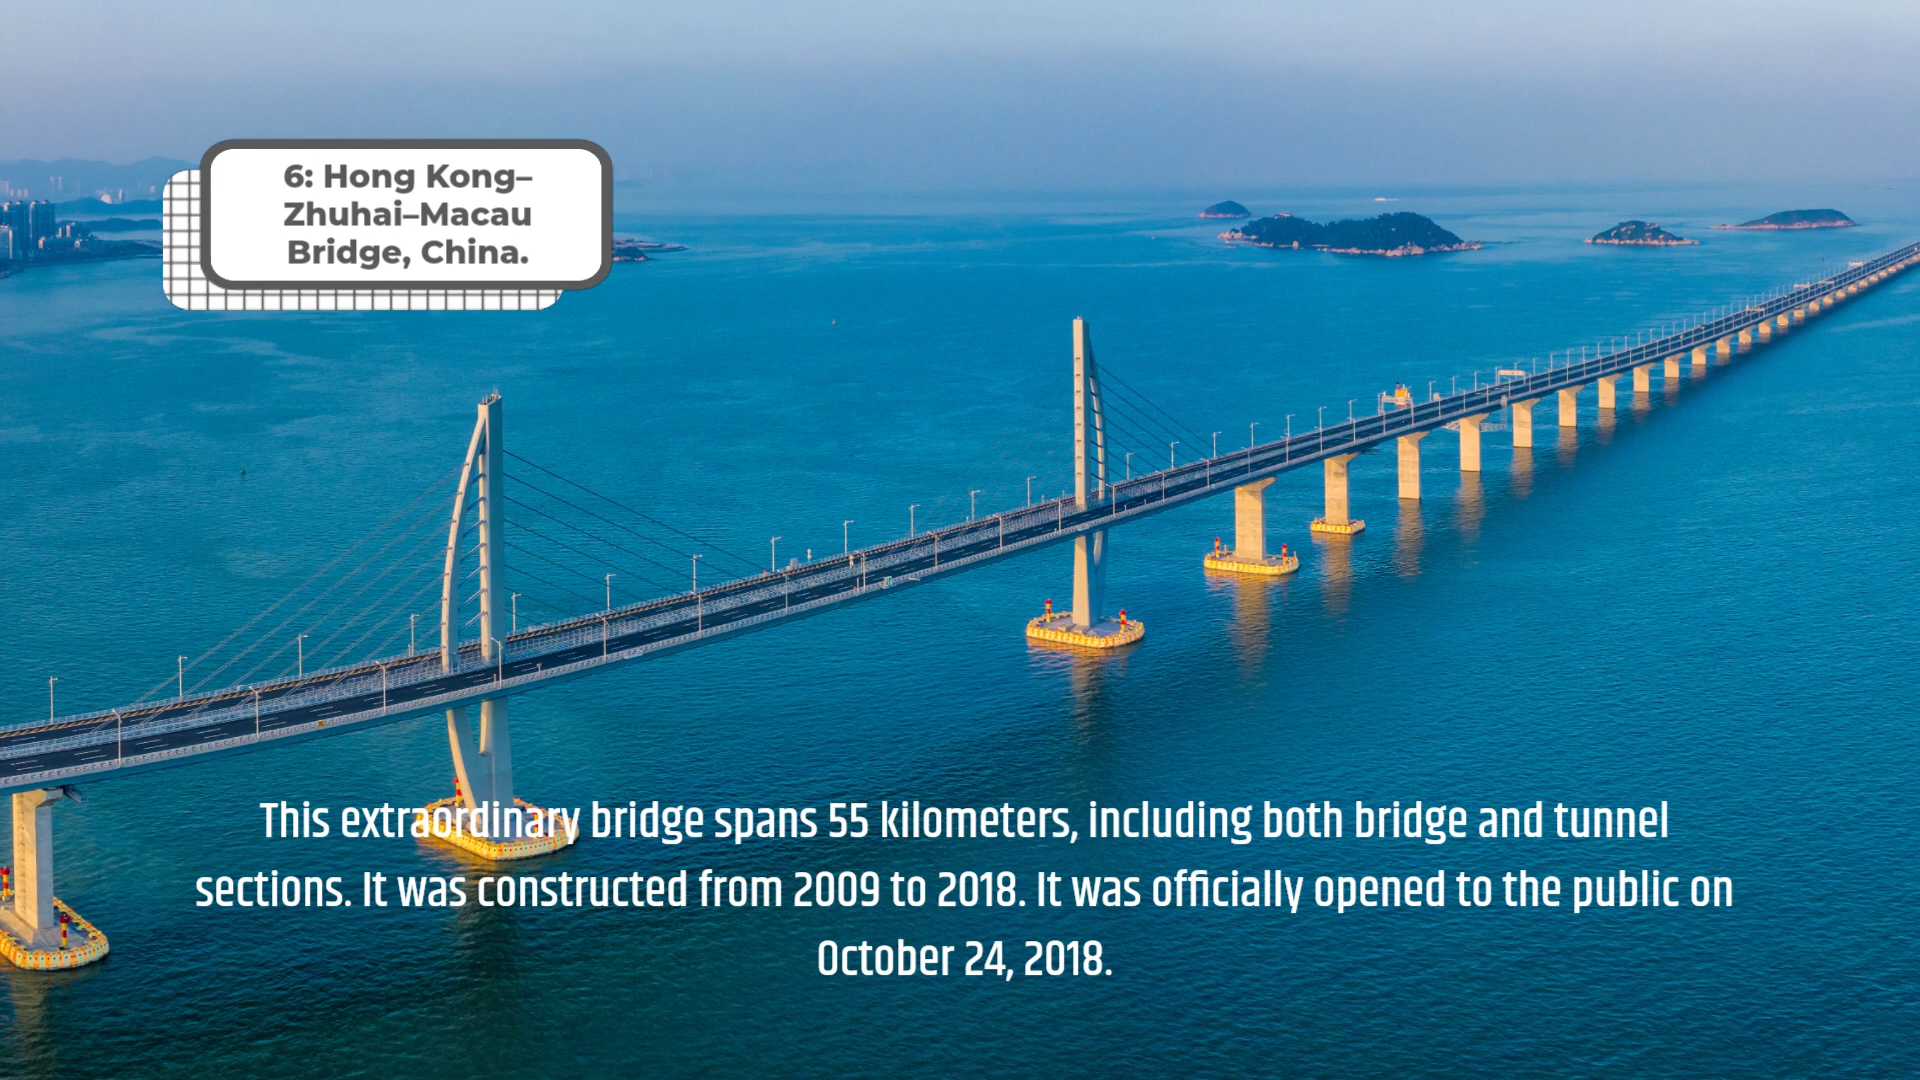 6: Hong Kong–
Zhuhai–Macau
Bridge, China.
This extraordinary bridge spans 55 kilometers, including both bridge and tunnel
sections. It was constructed from 2009 to 2018. It was officially opened to the public on
October 24, 2018.